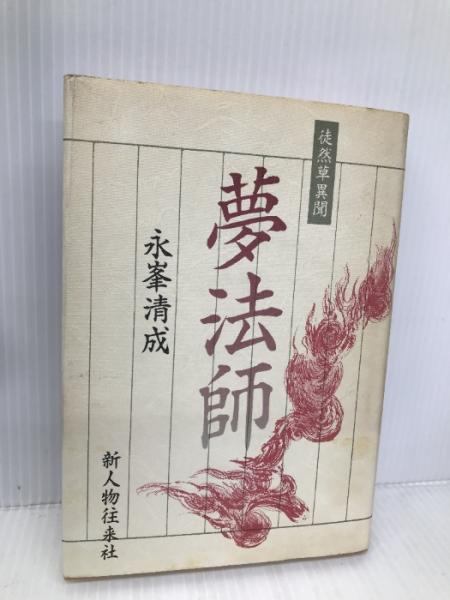 徒然草異聞
夢法師
永峯清成
新人物往来社